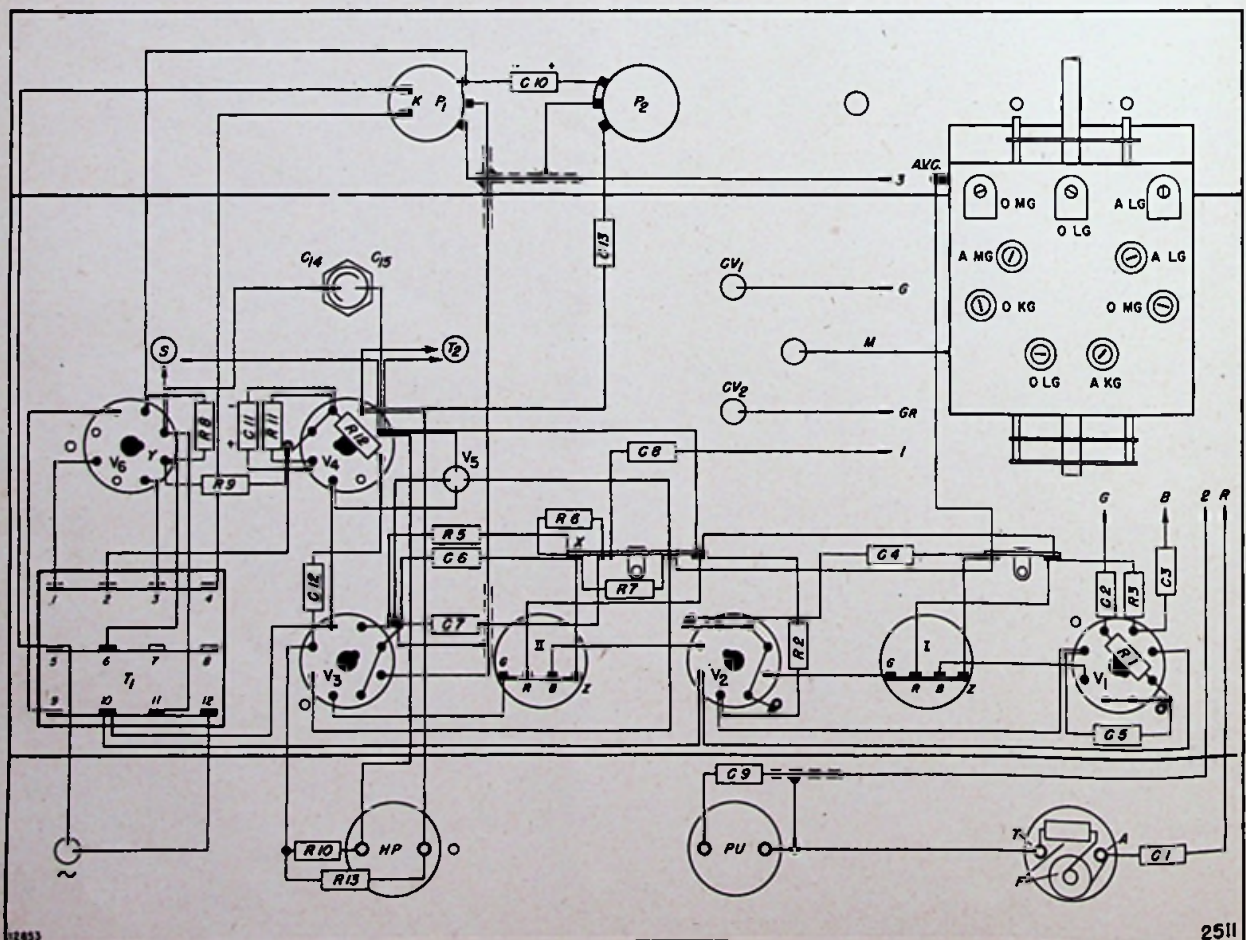 K P1
C10
- +
P2
AVC.
3
O MG
O LG
A LG
A MG
A LG
O KG
O MG
O LG
A KG
C13
C14
C15
CV1
G
M
CV2
GR
1
S
T2
V6
Y
R8
C11
+
R11
R12
V4
R9
V5
C8
R5
C6
R6
X
R7
C4
G
B
2
R
C12
C7
C2
R3
C3
1 2 3 4
5 6 7 8
T1
9 10 11 12
V3
II
G R B Z
V2
R2
I
G R B Z
R1
V1
C5
C9
R10
HP
R13
PU
T
A
F
C1
~
12853
2511